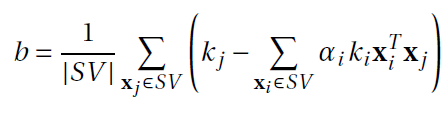 $b = \frac{1}{|SV|} \sum_{\mathbf{x}_j \in SV} \left( k_j - \sum_{\mathbf{x}_i \in SV} \alpha_i k_i \mathbf{x}_i^T \mathbf{x}_j \right)$